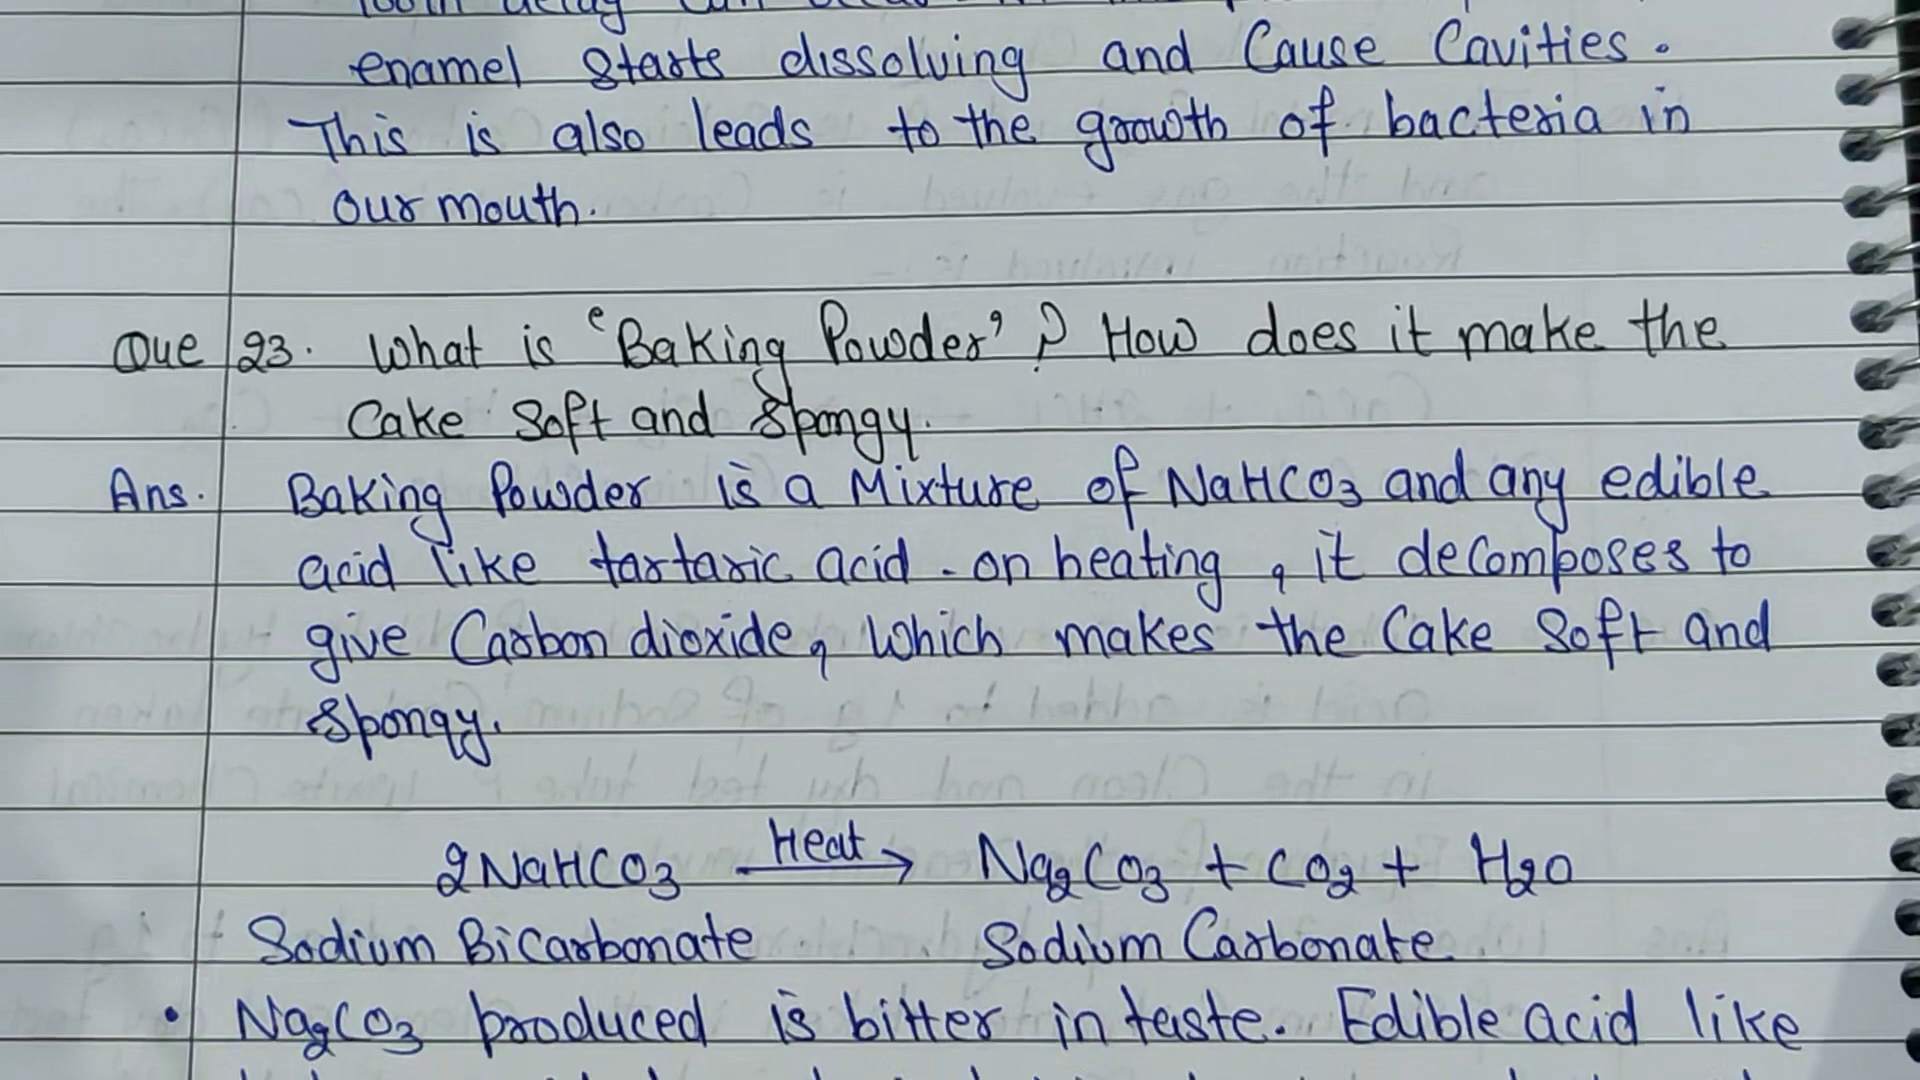 enamel starts dissolving and Cause Cavities.
This is also leads to the growth of bacteria in
our mouth.
Que 23. What is 'Baking Powder' ? How does it make the
Cake Soft and Spongy.
Ans. Baking Powder is a Mixture of NaHCO3 and any edible
acid like tartaric acid. on heating, it decomposes to
give Carbon dioxide, which makes the Cake Soft and
Spongy.
2NaHCO3 Heat → Na2CO3 + CO2 + H2O
Sodium Bicarbonate Sodium Carbonate
• Na2CO3 produced is bitter in taste. Edible acid like